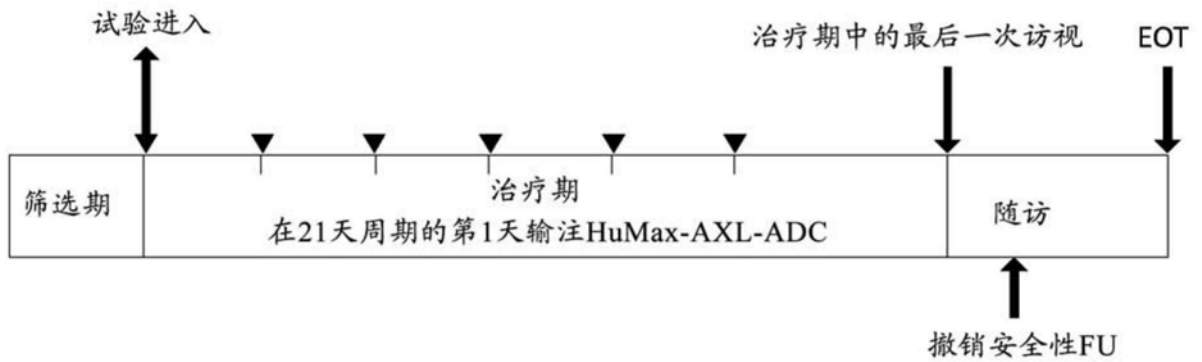 试验进入
治疗期中的最后一次访视
EOT
筛选期
治疗期
在21天周期的第1天输注HuMax-AXL-ADC
随访
撤销安全性FU